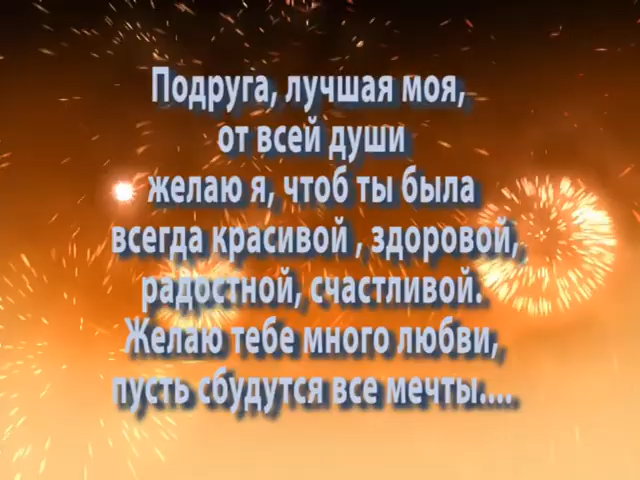 Подруга, лучшая моя,
от всей души
желаю я, чтоб ты была
всегда красивой , здоровой,
радостной, счастливой.
Желаю тебе много любви,
пусть сбудутся все мечты....